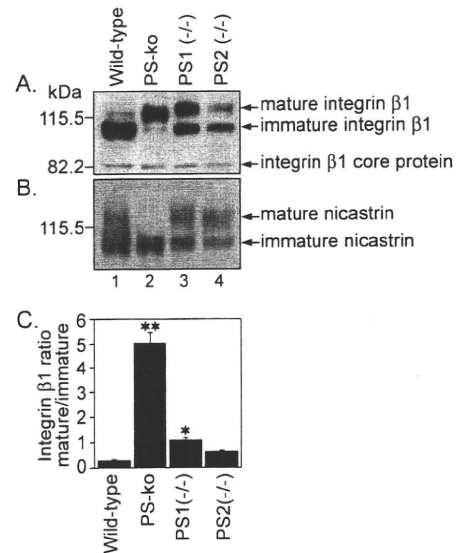 Wild-type
PS-ko
PS1 (-/-)
PS2 (-/-)
A.
kDa
115.5
mature integrin β1
immature integrin β1
82.2
integrin β1 core protein
B.
115.5
mature nicastrin
immature nicastrin
1 2 3 4
C.
Integrin β1 ratio
mature/immature
6
5
4
3
2
1
0
**
*
Wild-type
PS-ko
PS1(-/-)
PS2(-/-)